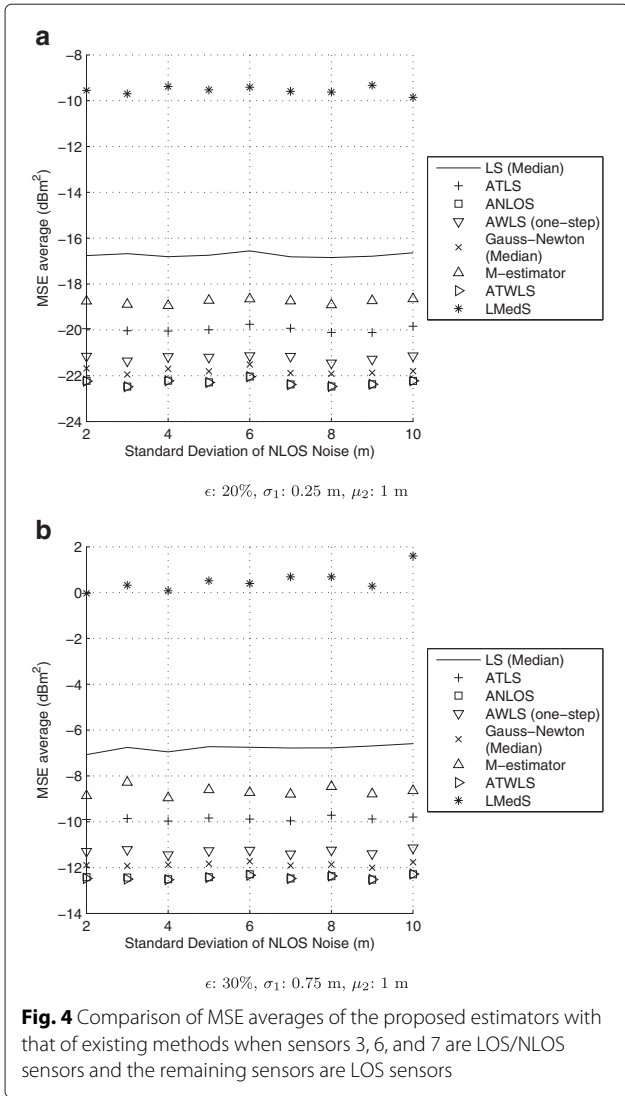 a
−8
−10
−12
−14
−16
−18
−20
−22
−24
MSE average (dBm²)
2 4 6 8 10
Standard Deviation of NLOS Noise (m)
LS (Median)
ATLS
ANLOS
AWLS (one−step)
Gauss−Newton
(Median)
M−estimator
ATWLS
LMedS
ϵ: 20%, σ₁: 0.25 m, μ₂: 1 m
b
2
0
−2
−4
−6
−8
−10
−12
−14
MSE average (dBm²)
2 4 6 8 10
Standard Deviation of NLOS Noise (m)
LS (Median)
ATLS
ANLOS
AWLS (one−step)
Gauss−Newton
(Median)
M−estimator
ATWLS
LMedS
ϵ: 30%, σ₁: 0.75 m, μ₂: 1 m
Fig. 4 Comparison of MSE averages of the proposed estimators with
that of existing methods when sensors 3, 6, and 7 are LOS/NLOS
sensors and the remaining sensors are LOS sensors